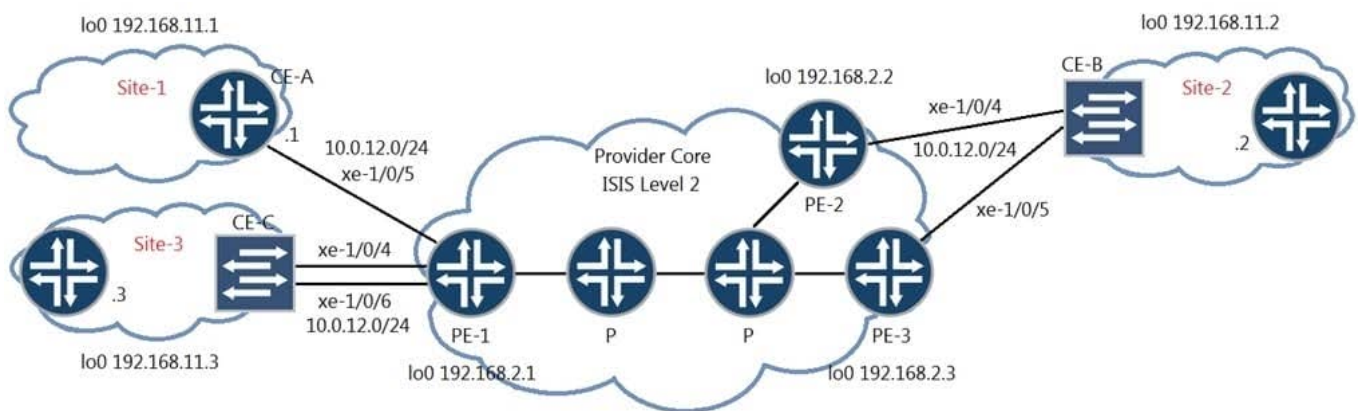 lo0 192.168.11.1
Site-1
CE-A
.1
10.0.12.0/24
xe-1/0/5
Site-3
CE-C
.3
xe-1/0/4
xe-1/0/6
10.0.12.0/24
lo0 192.168.11.3
Provider Core
ISIS Level 2
PE-1
lo0 192.168.2.1
P
P
lo0 192.168.2.2
PE-2
PE-3
lo0 192.168.2.3
xe-1/0/4
10.0.12.0/24
xe-1/0/5
lo0 192.168.11.2
CE-B
Site-2
.2